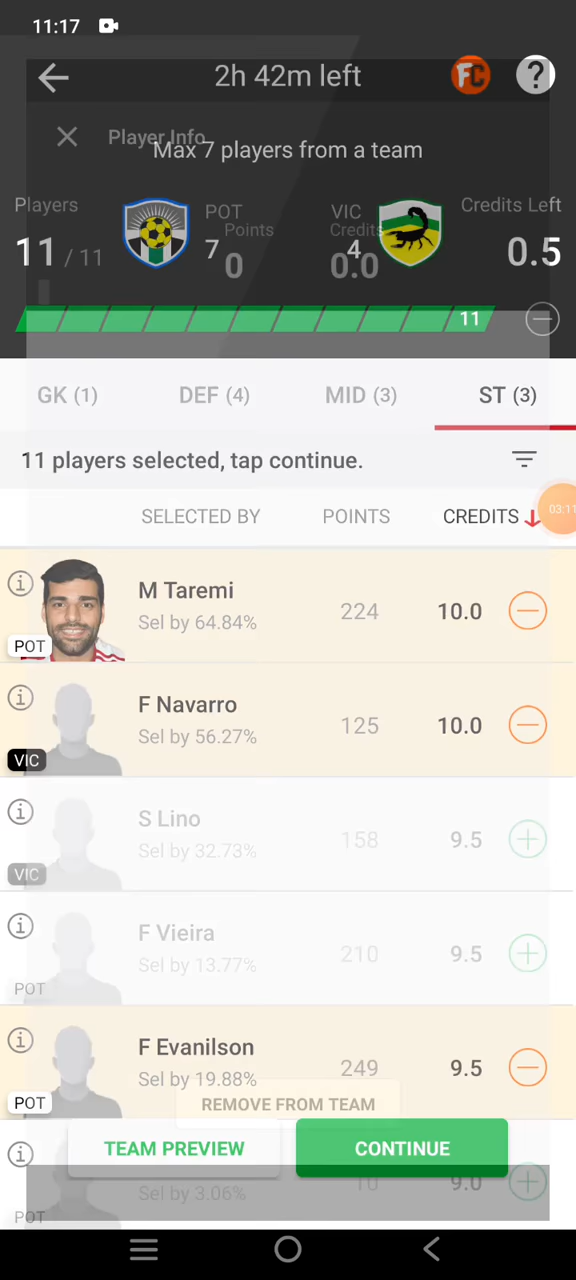 11:17
2h 42m left
FC
?
Player Info
Max 7 players from a team
Players
POT
VIC
Credits Left
Points
Credits
11 / 11
7
4
0.5
0
0.0
11
GK (1)
DEF (4)
MID (3)
ST (3)
11 players selected, tap continue.
SELECTED BY
POINTS
CREDITS
03:11
M Taremi
Sel by 64.84%
224
10.0
POT
F Navarro
Sel by 56.27%
125
10.0
VIC
S Lino
Sel by 32.73%
158
9.5
VIC
F Vieira
Sel by 13.77%
210
9.5
POT
F Evanilson
Sel by 19.88%
249
9.5
POT
REMOVE FROM TEAM
TEAM PREVIEW
CONTINUE
Sel by 3.06%
10
9.0
POT